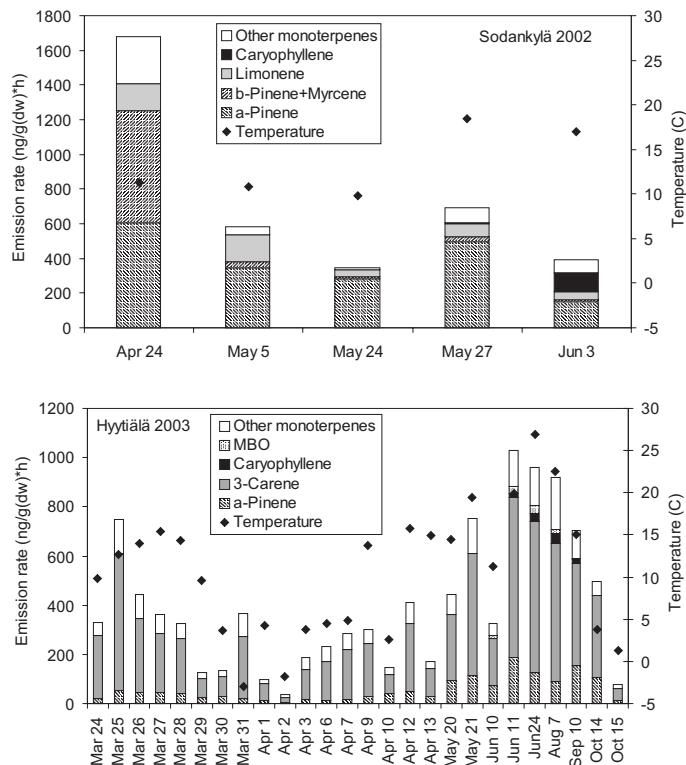 1800
1600
1400
1200
1000
800
600
400
200
0
Emission rate (ng/g(dw)*h)
Other monoterpenes
Caryophyllene
Limonene
b-Pinene+Myrcene
a-Pinene
Temperature
Sodankylä 2002
30
25
20
15
10
5
0
-5
Temperature (C)
Apr 24 May 5 May 24 May 27 Jun 3
1200
1000
800
600
400
200
0
Emission rate (ng/g(dw)*h)
Hyytiälä 2003
Other monoterpenes
MBO
Caryophyllene
3-Carene
a-Pinene
Temperature
30
25
20
15
10
5
0
-5
Temperature (C)
Mar 24
Mar 25
Mar 26
Mar 27
Mar 28
Mar 29
Mar 30
Mar 31
Apr 1
Apr 2
Apr 3
Apr 6
Apr 7
Apr 9
Apr 10
Apr 12
Apr 13
May 20
May 21
Jun 10
Jun 11
Jun24
Aug 7
Sep 10
Oct 14
Oct 15